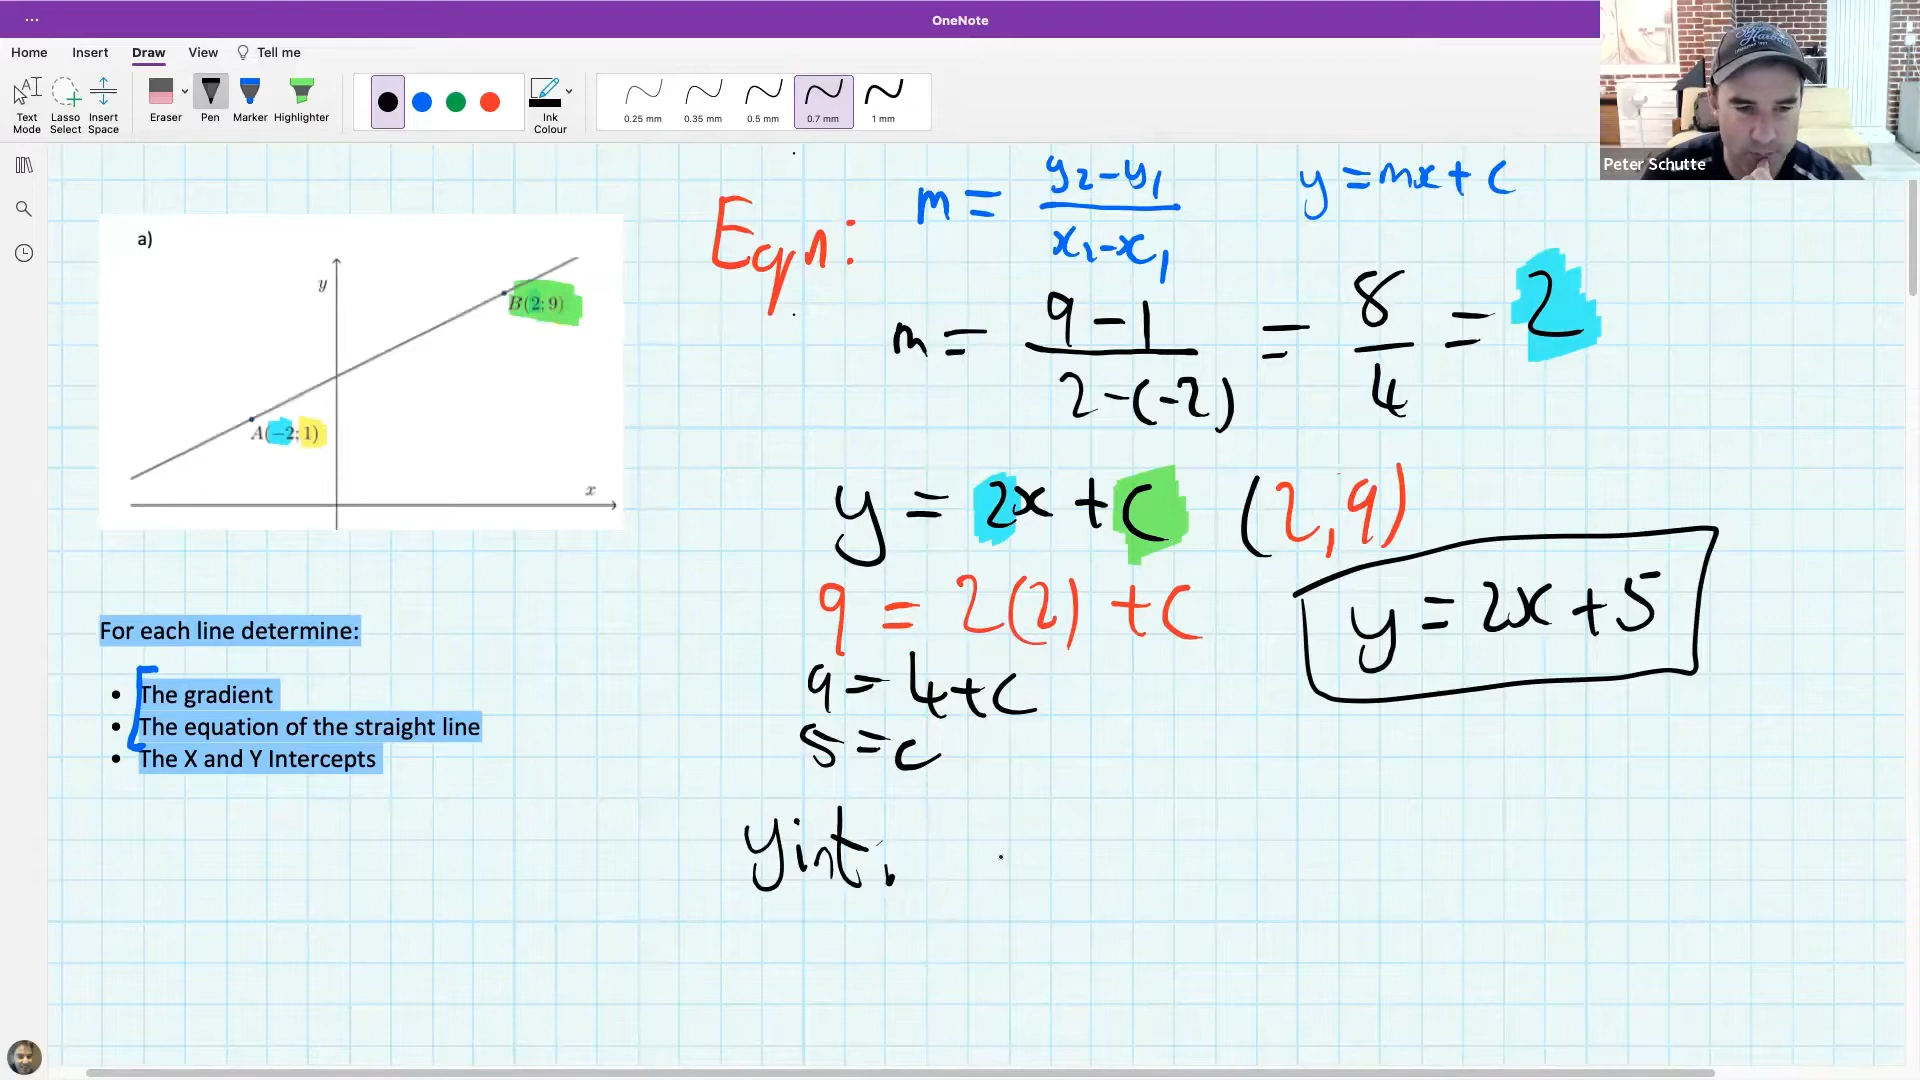 OneNote
Home Insert Draw View Tell me
Text Mode
Lasso Select
Insert Space
Eraser
Pen
Marker
Highlighter
Ink Colour
0.25 mm
0.35 mm
0.5 mm
0.7 mm
1 mm
Peter Schutte
a)
y
B(2; 9)
A(−2; 1)
x
For each line determine:
• The gradient
• The equation of the straight line
• The X and Y Intercepts
Eqn:
m = y2-y1 / x2-x1
y = mx + c
m = 9-1 / 2-(-2) = 8/4 = 2
y = 2x + c (2,9)
9 = 2(2) + c
y = 2x + 5
9 = 4+c
5 = c
yint: